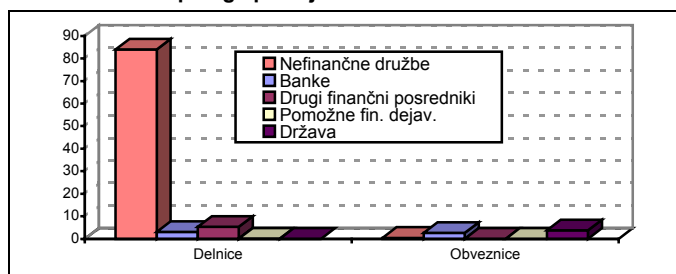 90
80
70
60
50
40
30
20
10
0
Nefinančne družbe
Banke
Drugi finančni posredniki
Pomožne fin. dejav.
Država
Delnice
Obveznice